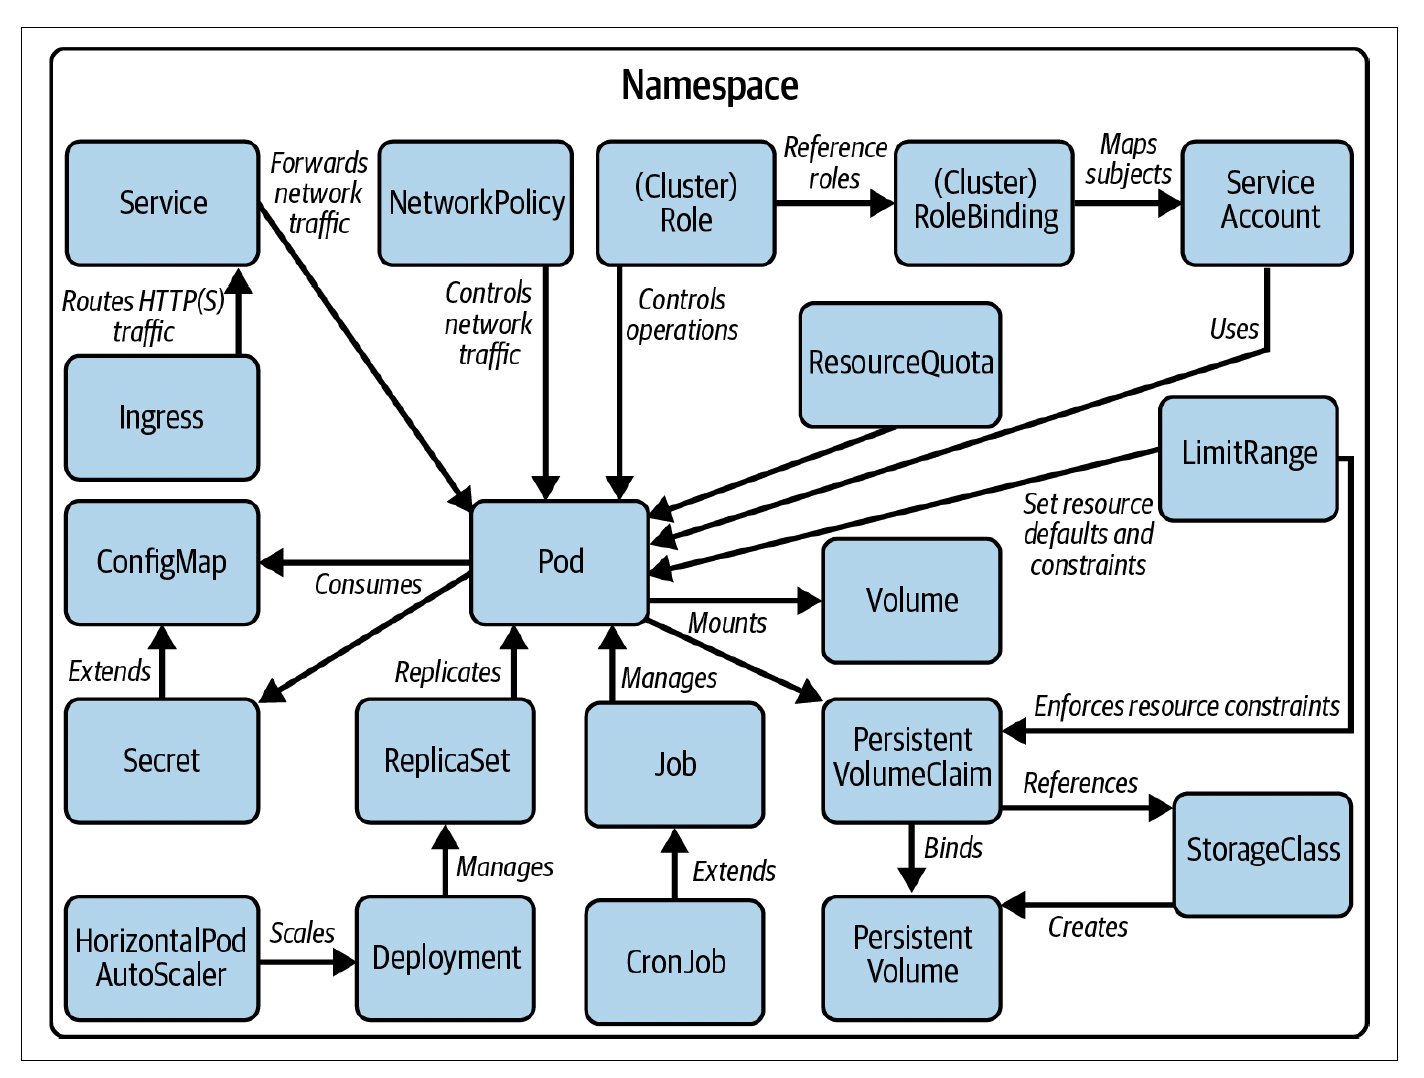 Namespace
Service
Forwards
network
traffic
NetworkPolicy
(Cluster)
Role
Reference
roles
(Cluster)
RoleBinding
Maps
subjects
Service
Account
Routes HTTP(S)
traffic
Controls
network
traffic
Controls
operations
ResourceQuota
Uses
Ingress
LimitRange
Set resource
defaults and
constraints
ConfigMap
Consumes
Pod
Volume
Mounts
Extends
Replicates
Manages
Enforces resource constraints
Secret
ReplicaSet
Job
Persistent
VolumeClaim
References
Manages
Extends
Binds
StorageClass
HorizontalPod
AutoScaler
Scales
Deployment
CronJob
Persistent
Volume
Creates